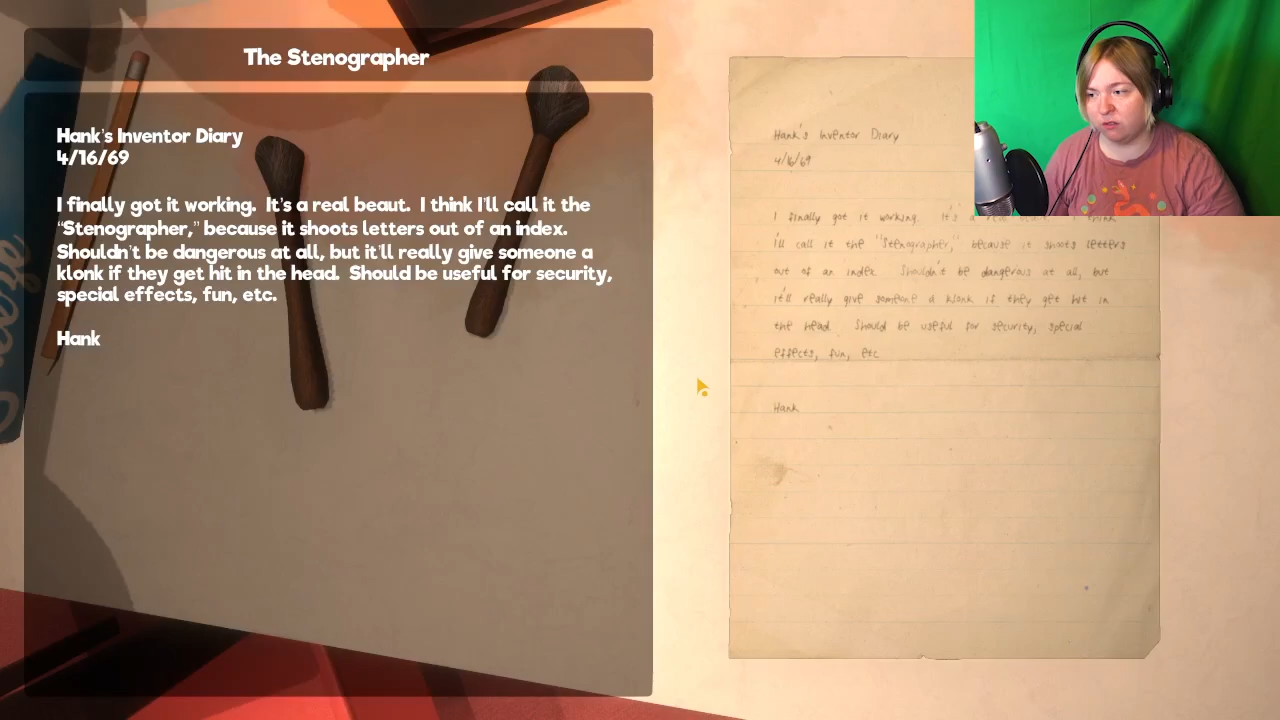 The Stenographer
Hank's Inventor Diary
4/16/69
I finally got it working.  It's a real beaut.  I think I'll call it the
“Stenographer,” because it shoots letters out of an index.
Shouldn't be dangerous at all, but it'll really give someone a
klonk if they get hit in the head.  Should be useful for security,
special effects, fun, etc.
Hank
Hank's Inventor Diary
4/16/69
I finally got it working. It's a real beaut. I think
I'll call it the "Stenographer," because it shoots letters
out of an index. Shouldn't be dangerous at all, but
it'll really give someone a klonk if they get hit in
the head. Should be useful for security, special
effects, fun, etc
Hank